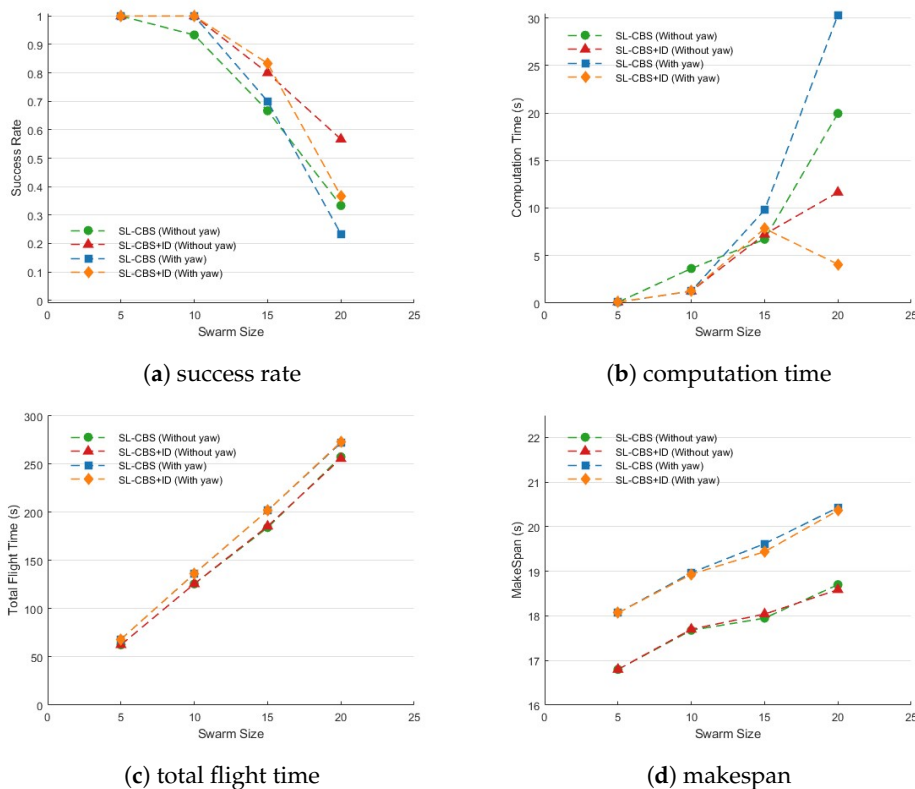 1
0.9
0.8
0.7
0.6
0.5
0.4
0.3
0.2
0.1
0
Success Rate
SL-CBS (Without yaw)
SL-CBS+ID (Without yaw)
SL-CBS (With yaw)
SL-CBS+ID (With yaw)
0 5 10 15 20 25
Swarm Size
(a) success rate
30
25
20
15
10
5
0
Computation Time (s)
SL-CBS (Without yaw)
SL-CBS+ID (Without yaw)
SL-CBS (With yaw)
SL-CBS+ID (With yaw)
0 5 10 15 20 25
Swarm Size
(b) computation time
300
250
200
150
100
50
0
Total Flight Time (s)
SL-CBS (Without yaw)
SL-CBS+ID (Without yaw)
SL-CBS (With yaw)
SL-CBS+ID (With yaw)
0 5 10 15 20 25
Swarm Size
(c) total flight time
22
21
20
19
18
17
16
MakeSpan (s)
SL-CBS (Without yaw)
SL-CBS+ID (Without yaw)
SL-CBS (With yaw)
SL-CBS+ID (With yaw)
0 5 10 15 20 25
Swarm Size
(d) makespan